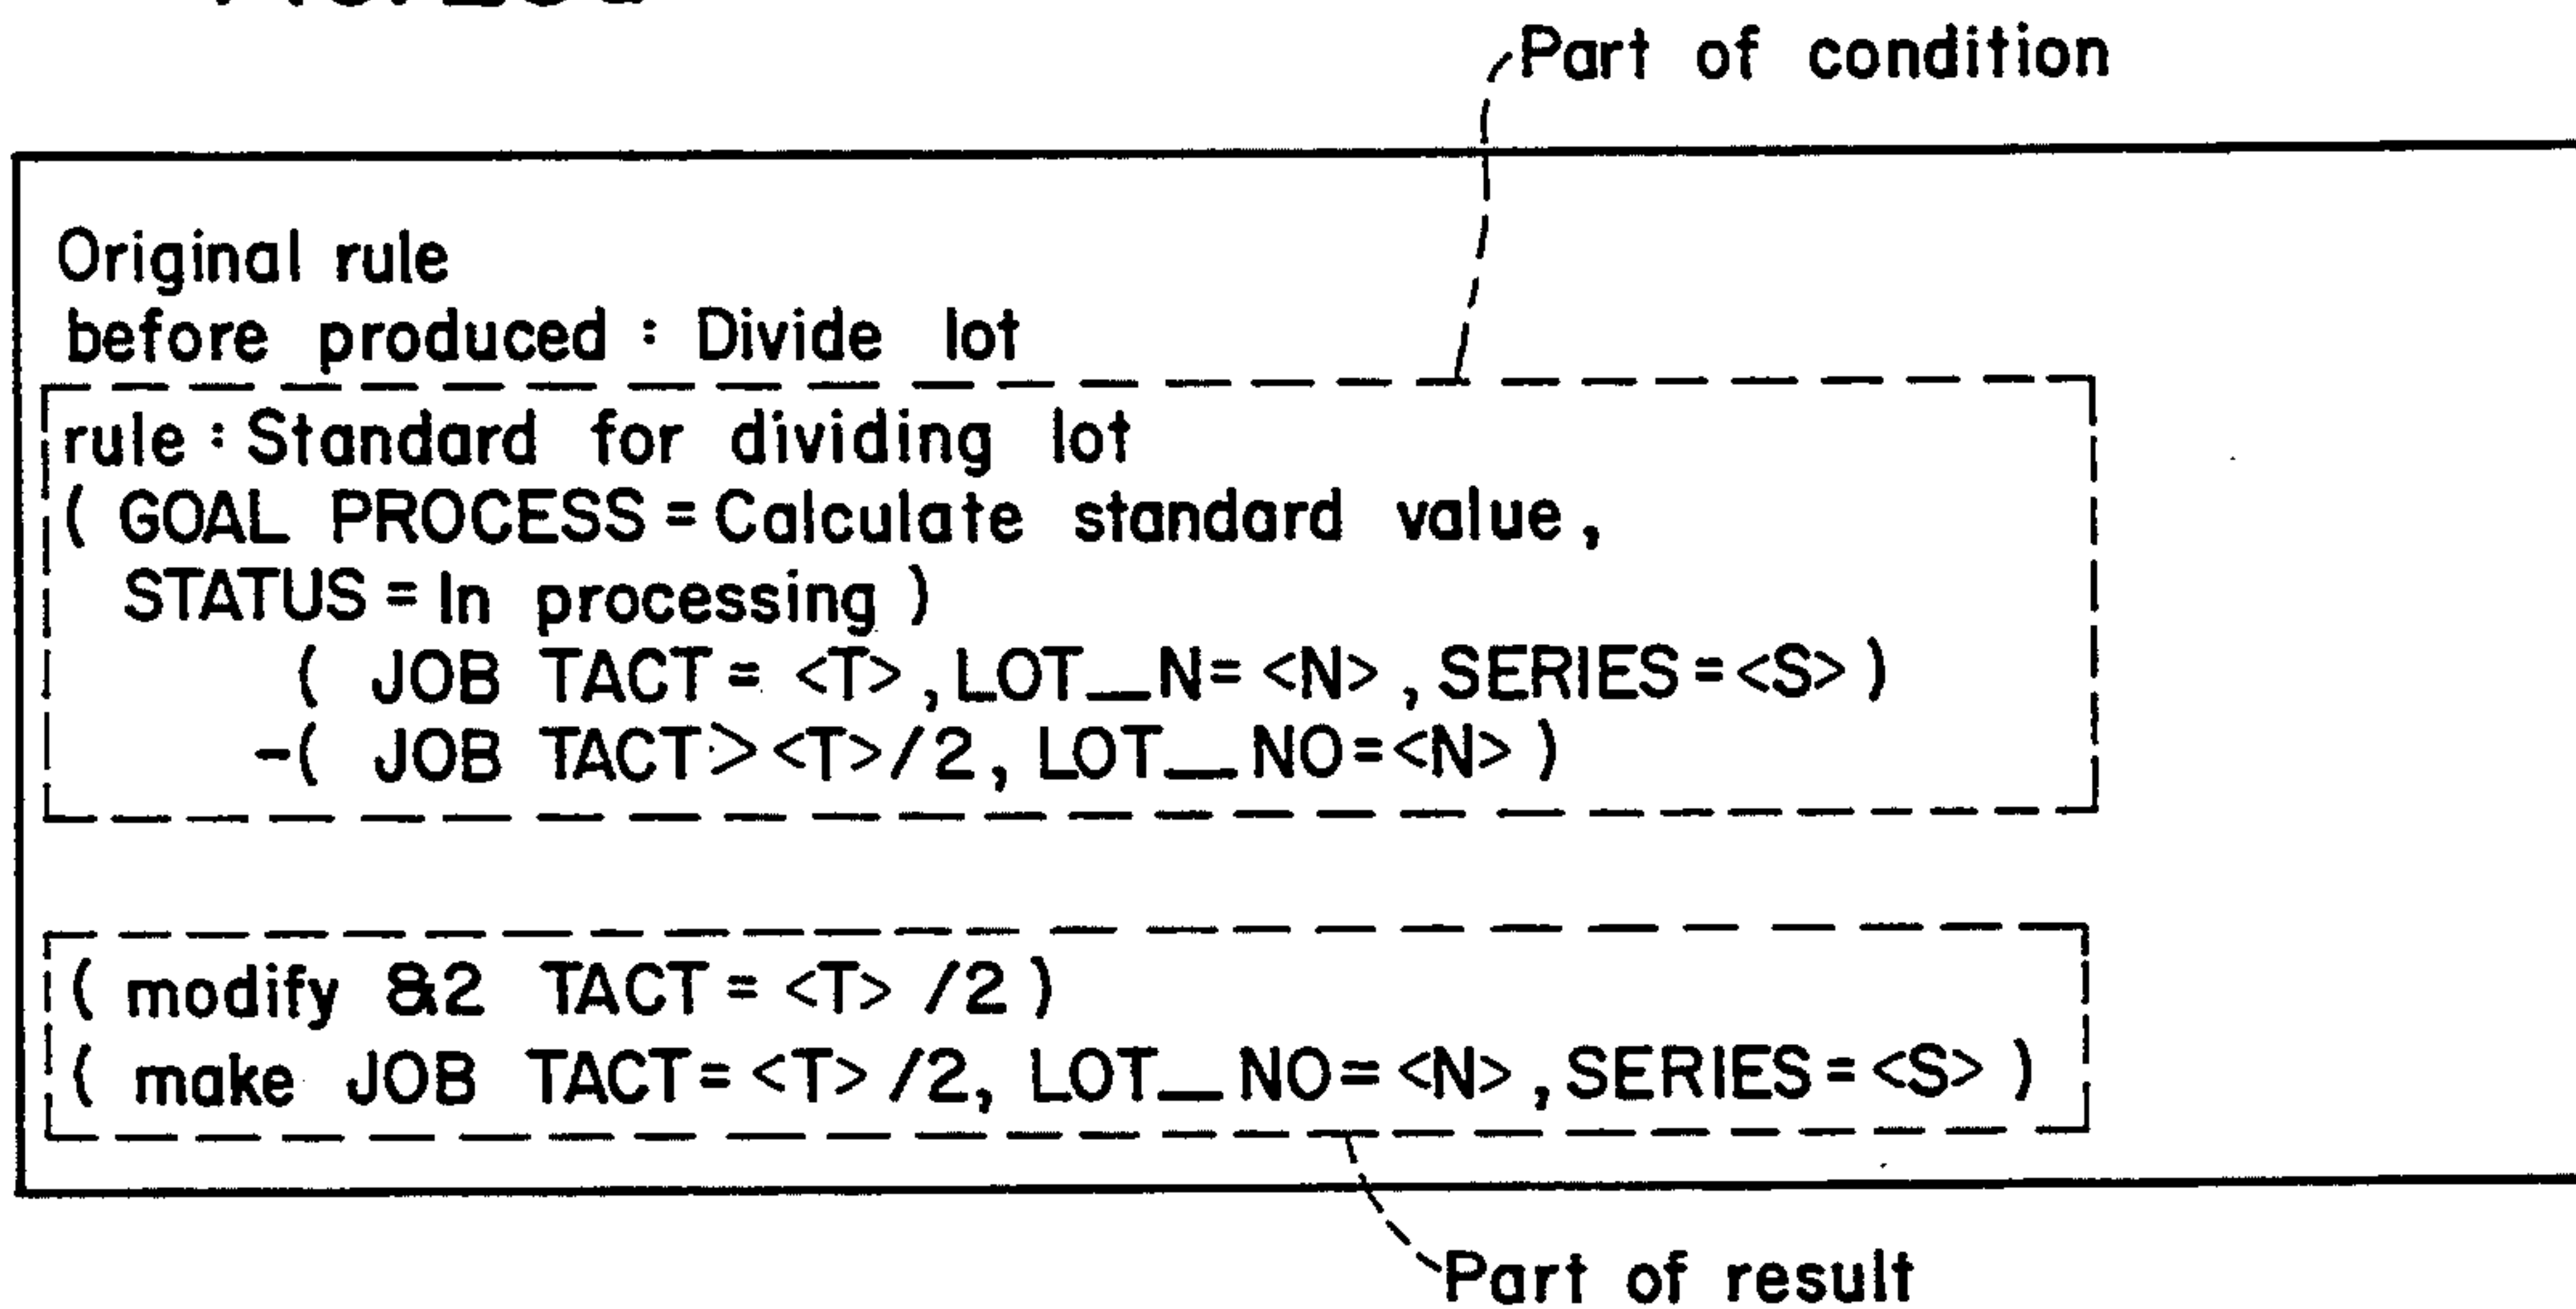 Part of condition
Original rule
before produced : Divide lot
rule : Standard for dividing lot
( GOAL PROCESS = Calculate standard value ,
STATUS = In processing )
( JOB TACT = <T> , LOT__N= <N> , SERIES = <S> )
-( JOB TACT > <T> / 2 , LOT__NO=<N> )
( modify &2 TACT = <T> /2 )
( make JOB TACT= <T> /2, LOT__NO= <N> , SERIES = <S> )
Part of result